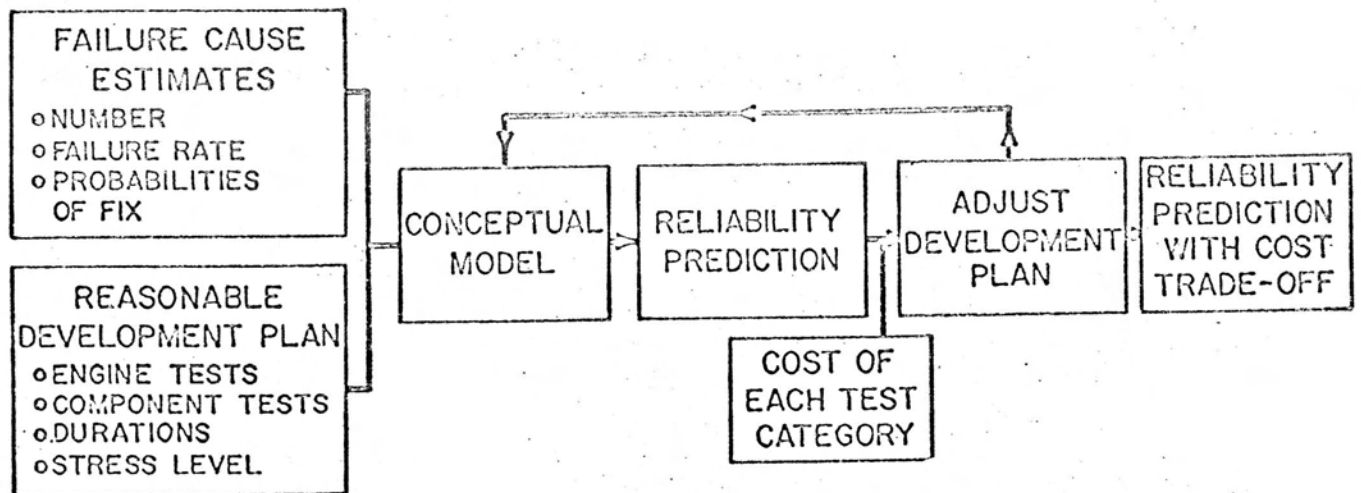 FAILURE CAUSE
ESTIMATES
o NUMBER
o FAILURE RATE
o PROBABILITIES
OF FIX
REASONABLE
DEVELOPMENT PLAN
o ENGINE TESTS
o COMPONENT TESTS
o DURATIONS
o STRESS LEVEL
CONCEPTUAL
MODEL
RELIABILITY
PREDICTION
COST OF
EACH TEST
CATEGORY
ADJUST
DEVELOPMENT
PLAN
RELIABILITY
PREDICTION
WITH COST
TRADE-OFF